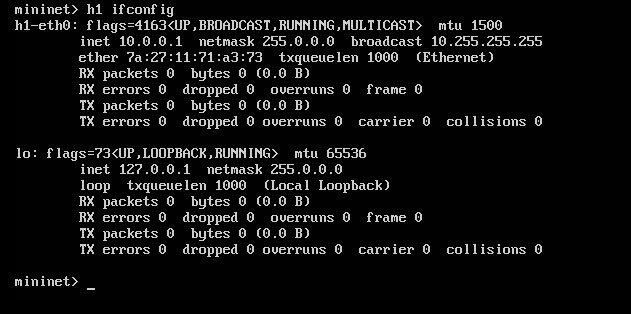 mininet> h1 ifconfig
h1-eth0: flags=4163<UP,BROADCAST,RUNNING,MULTICAST>  mtu 1500
        inet 10.0.0.1  netmask 255.0.0.0  broadcast 10.255.255.255
        ether 7a:27:11:71:a3:73  txqueuelen 1000  (Ethernet)
        RX packets 0  bytes 0 (0.0 B)
        RX errors 0  dropped 0  overruns 0  frame 0
        TX packets 0  bytes 0 (0.0 B)
        TX errors 0  dropped 0 overruns 0  carrier 0  collisions 0

lo: flags=73<UP,LOOPBACK,RUNNING>  mtu 65536
        inet 127.0.0.1  netmask 255.0.0.0
        loop  txqueuelen 1000  (Local Loopback)
        RX packets 0  bytes 0 (0.0 B)
        RX errors 0  dropped 0  overruns 0  frame 0
        TX packets 0  bytes 0 (0.0 B)
        TX errors 0  dropped 0 overruns 0  carrier 0  collisions 0

mininet> _